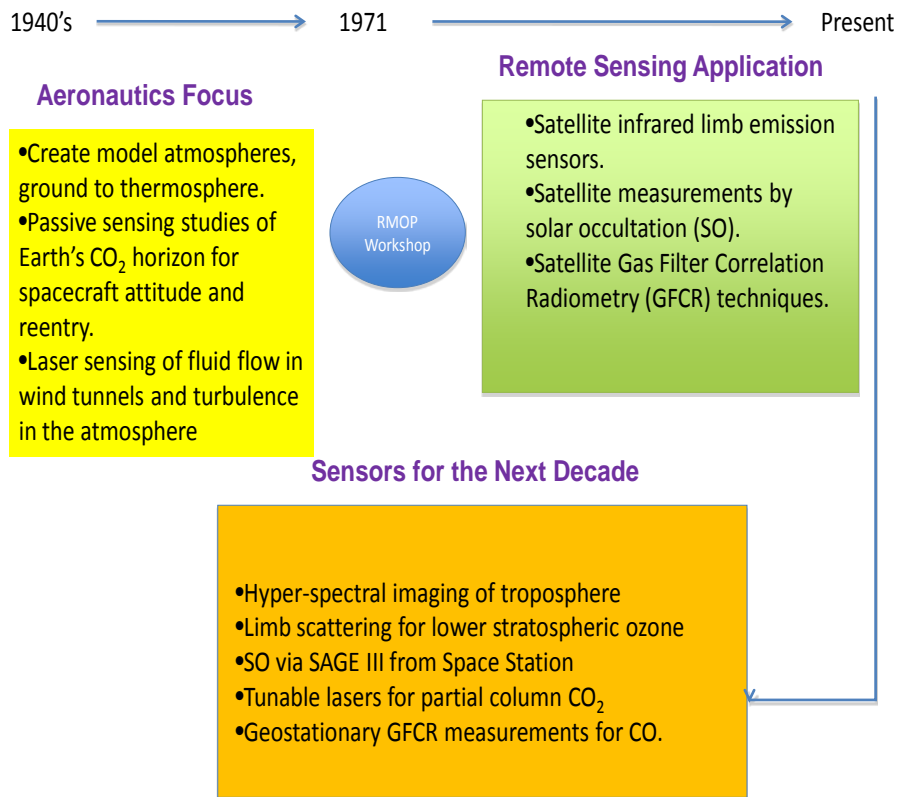 1940's 1971 Present
Aeronautics Focus
•Create model atmospheres,
ground to thermosphere.
•Passive sensing studies of
Earth's CO₂ horizon for
spacecraft attitude and
reentry.
•Laser sensing of fluid flow in
wind tunnels and turbulence
in the atmosphere
RMOP
Workshop
Remote Sensing Application
•Satellite infrared limb emission
sensors.
•Satellite measurements by
solar occultation (SO).
•Satellite Gas Filter Correlation
Radiometry (GFCR) techniques.
Sensors for the Next Decade
•Hyper-spectral imaging of troposphere
•Limb scattering for lower stratospheric ozone
•SO via SAGE III from Space Station
•Tunable lasers for partial column CO₂
•Geostationary GFCR measurements for CO.